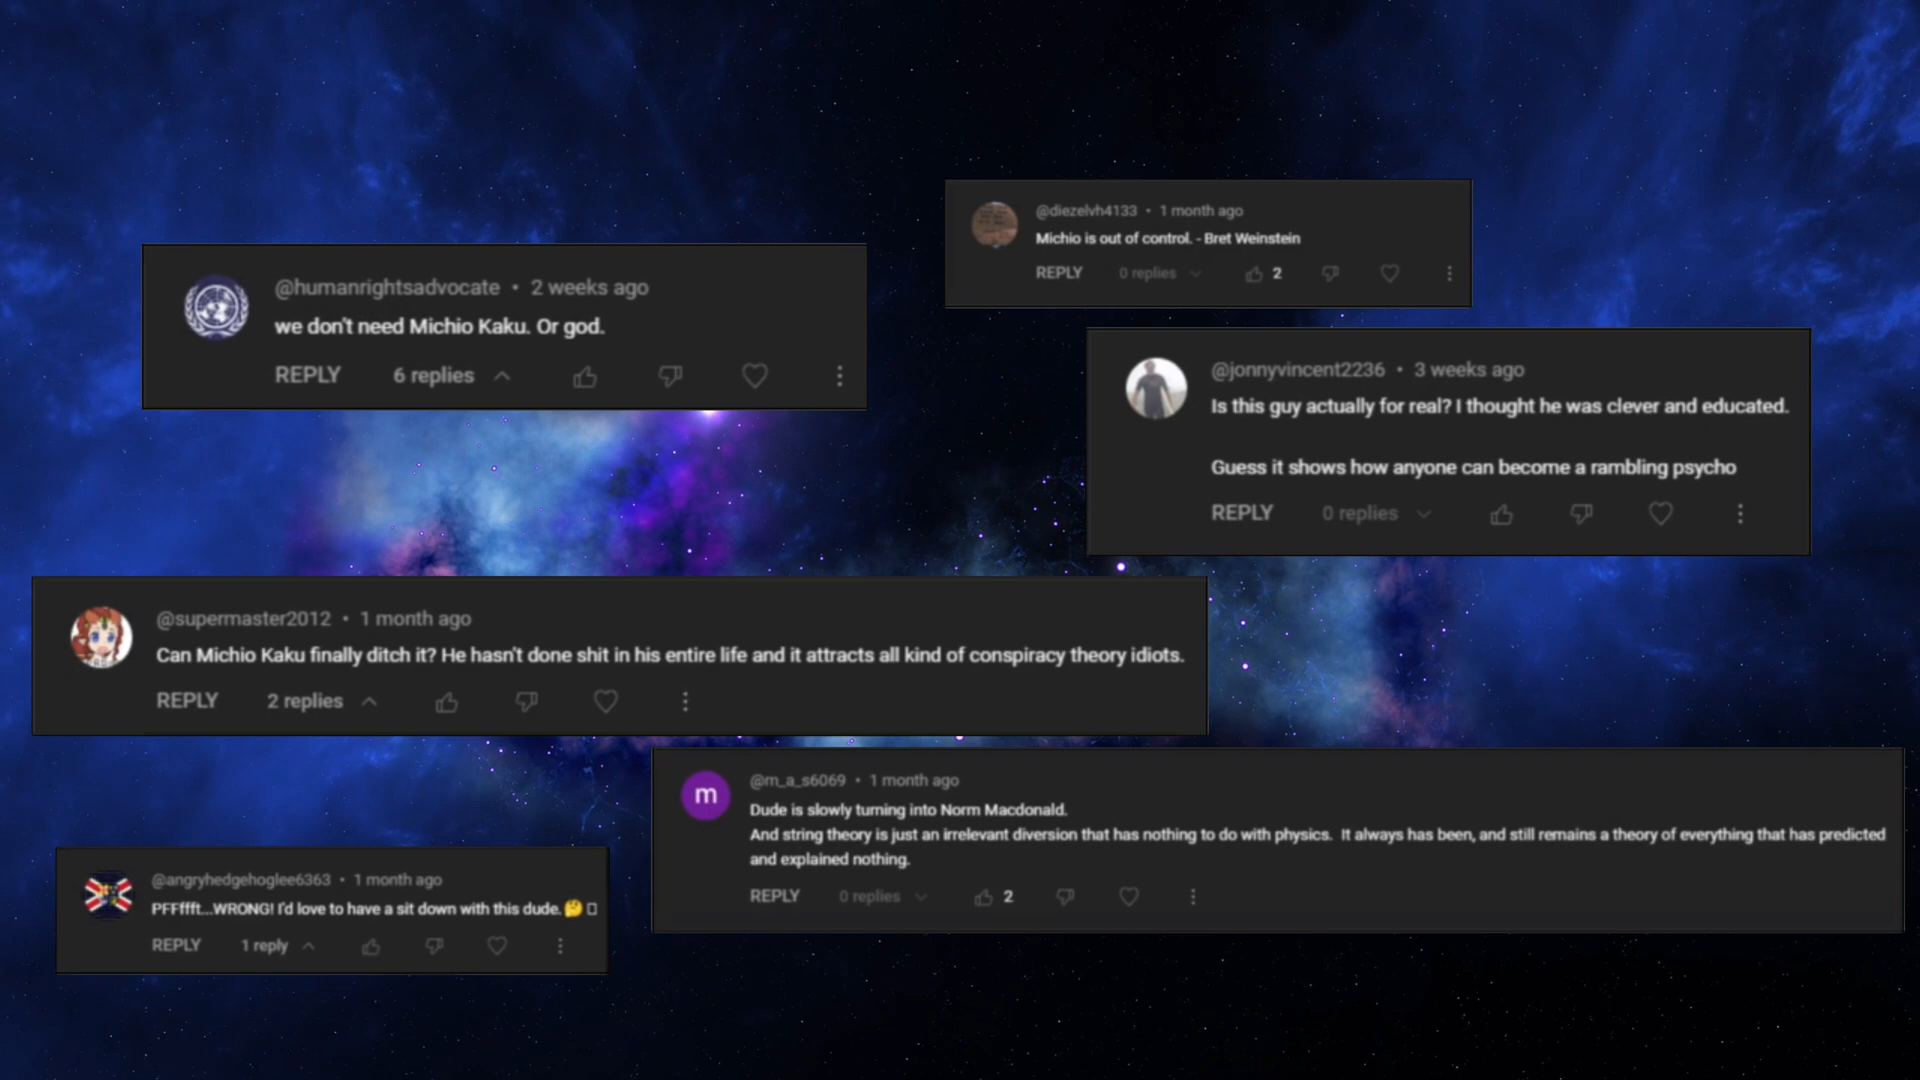 @diezelvh4133 • 1 month ago
Michio is out of control. - Bret Weinstein
REPLY 0 replies 2
@humanrightsadvocate • 2 weeks ago
we don't need Michio Kaku. Or god.
REPLY 6 replies
@jonnyvincent2236 • 3 weeks ago
Is this guy actually for real? I thought he was clever and educated.
Guess it shows how anyone can become a rambling psycho
REPLY 0 replies
@supermaster2012 • 1 month ago
Can Michio Kaku finally ditch it? He hasn't done shit in his entire life and it attracts all kind of conspiracy theory idiots.
REPLY 2 replies
m
@m_a_s6069 • 1 month ago
Dude is slowly turning into Norm Macdonald.
And string theory is just an irrelevant diversion that has nothing to do with physics. It always has been, and still remains a theory of everything that has predicted
and explained nothing.
REPLY 0 replies 2
@angryhedgehoglee6363 • 1 month ago
PFFffft...WRONG! I'd love to have a sit down with this dude. 🤔
REPLY 1 reply